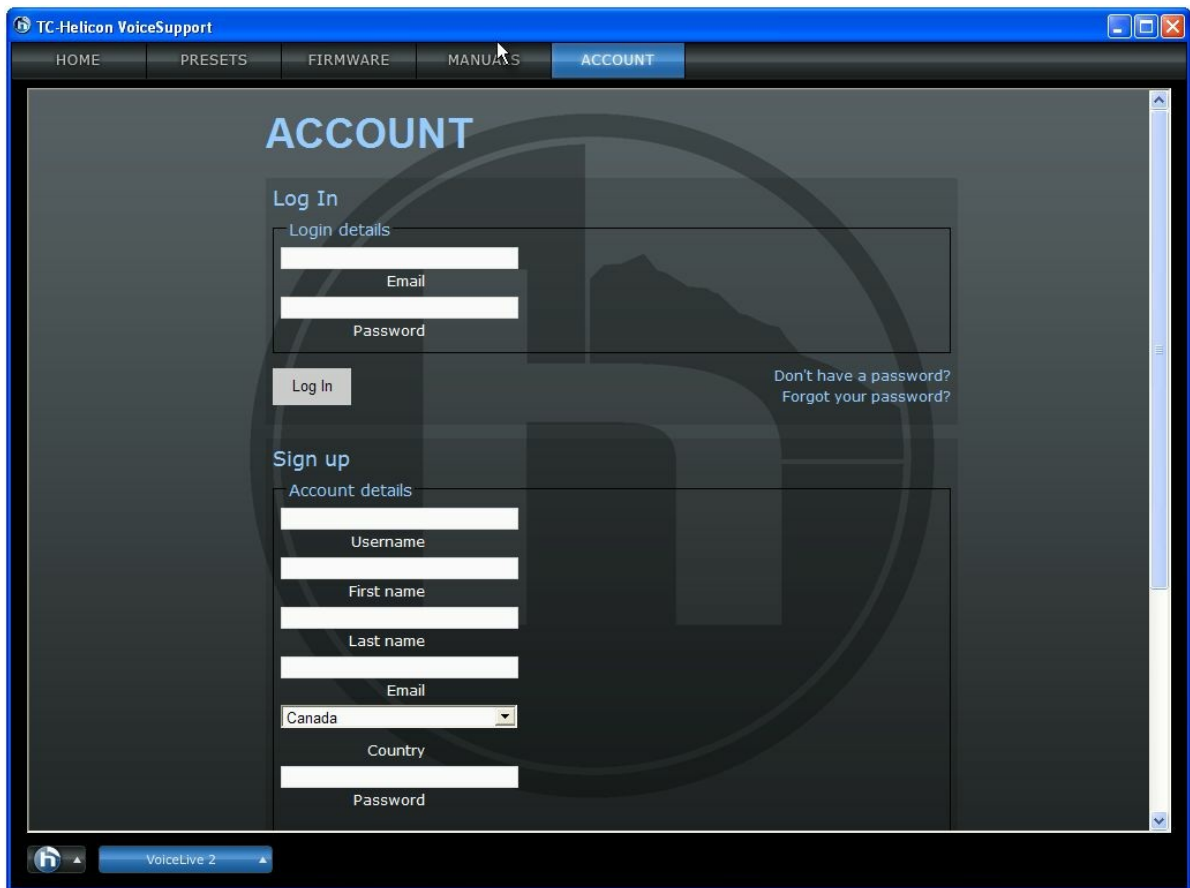 TC-Helicon VoiceSupport
HOME PRESETS FIRMWARE MANUALS ACCOUNT
ACCOUNT
Log In
Login details
Email
Password
Log In
Don't have a password?
Forgot your password?
Sign up
Account details
Username
First name
Last name
Email
Canada
Country
Password
h
VoiceLive 2